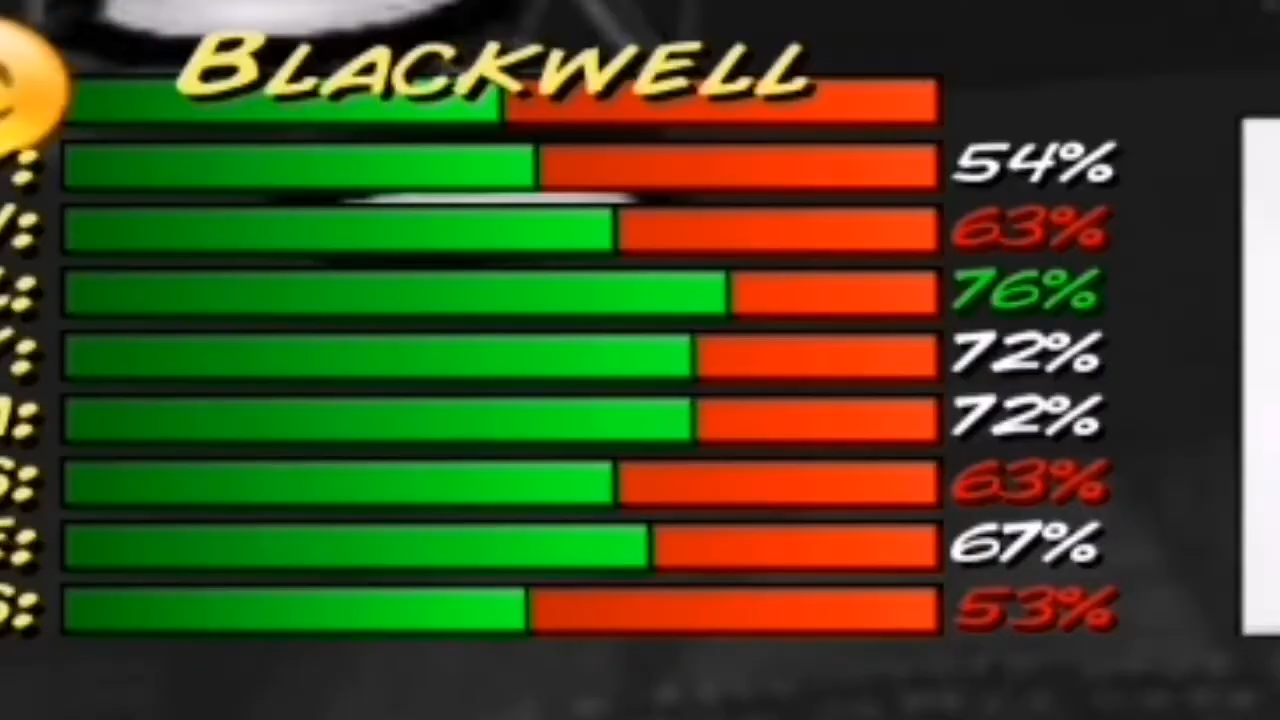 BLACKWELL
: 54%
: 63%
: 76%
: 72%
: 72%
S: 63%
E: 67%
S: 53%